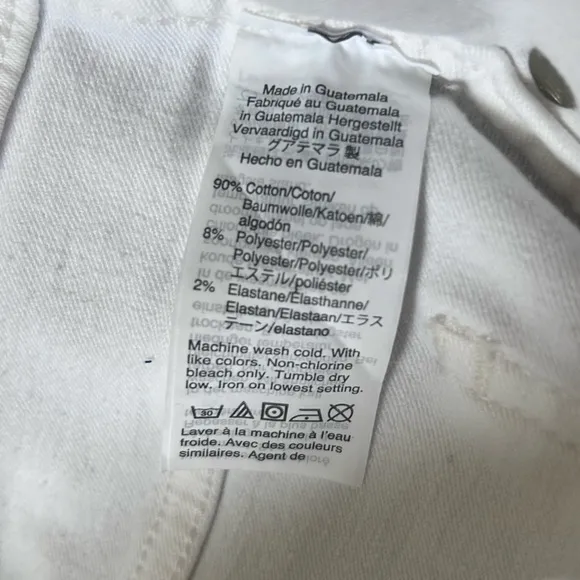 Made in Guatemala
Fabriqué au Guatemala
in Guatemala Hergestellt
Vervaardigd in Guatemala
グアテマラ 製
Hecho en Guatemala
90% Cotton/Coton/
Baumwolle/Katoen/綿/
algodón
8% Polyester/Polyester/
Polyester/Polyester/ポリ
エステル/poliéster
2% Elastane/Elasthanne/
Elastan/Elastaan/エラス
テーン/elastano
Machine wash cold. With
like colors. Non-chlorine
bleach only. Tumble dry
low. Iron on lowest setting.
30
Laver à la machine à l'eau
froide. Avec des couleurs
similaires. Agent de